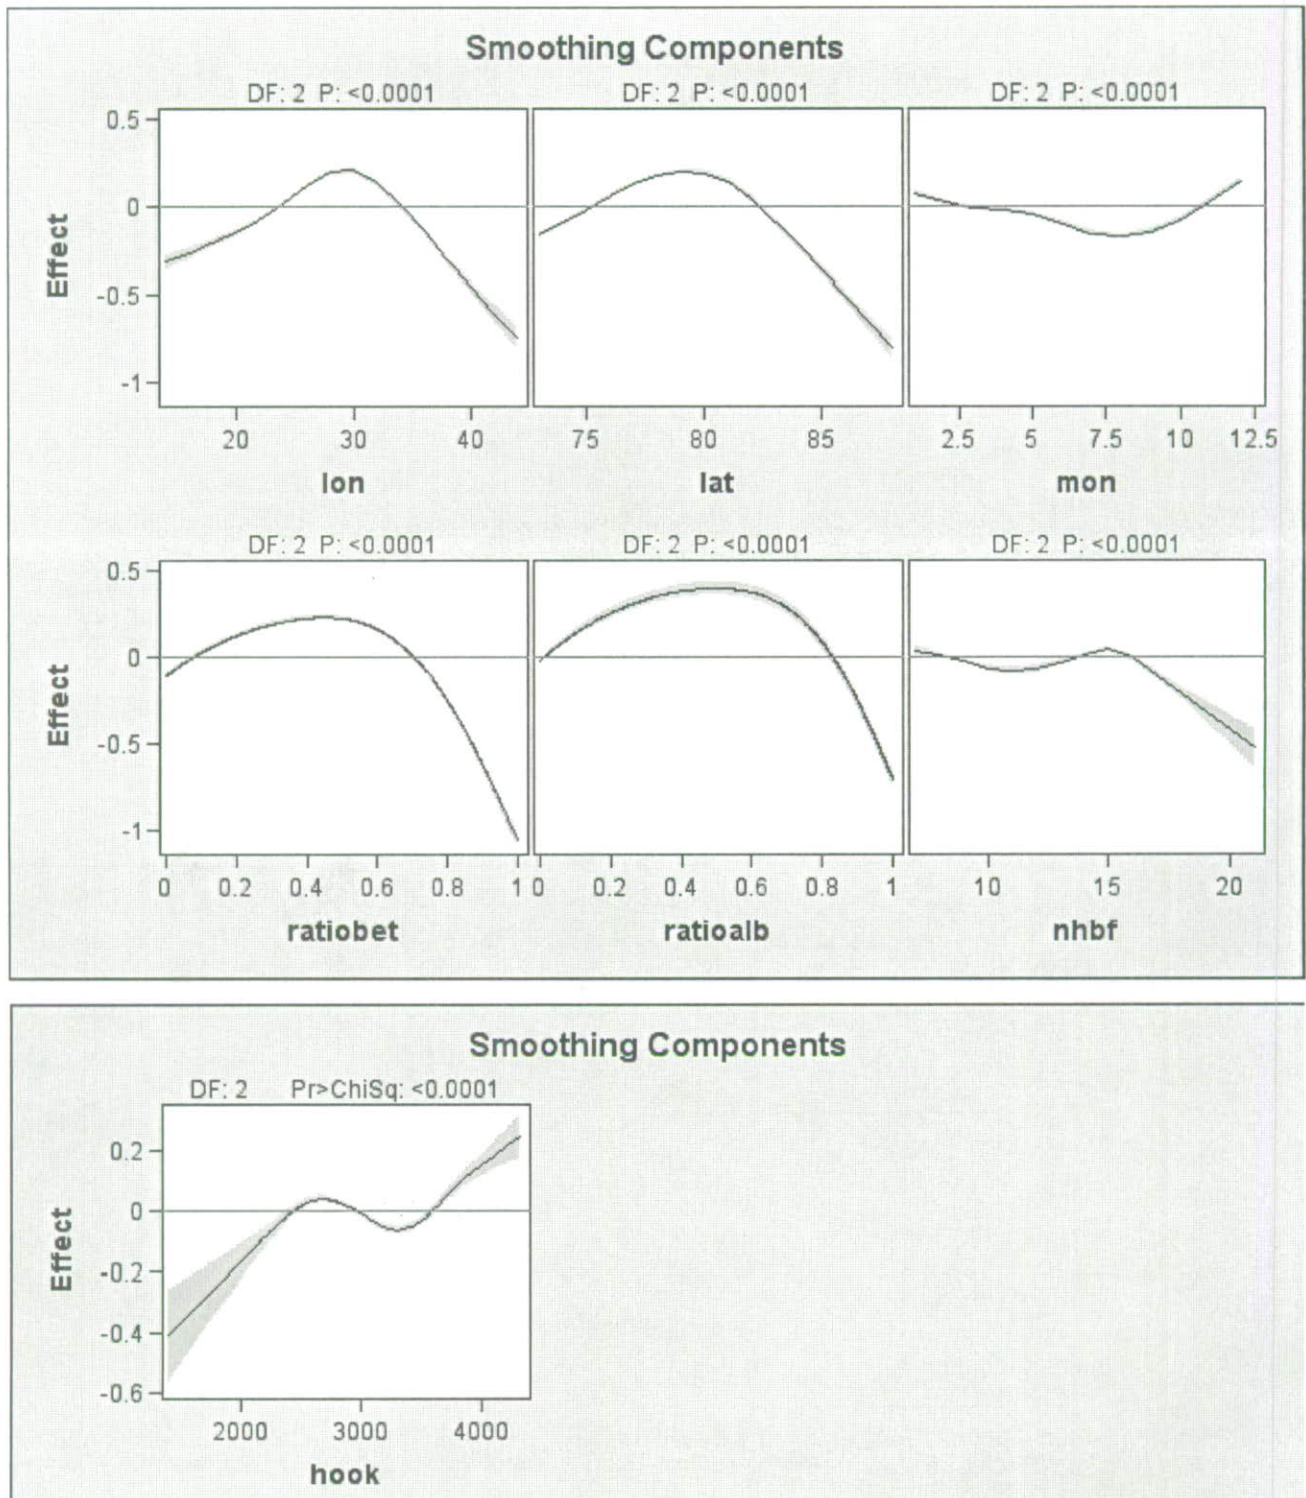 Smoothing Components
DF: 2 P: <0.0001 DF: 2 P: <0.0001 DF: 2 P: <0.0001
0.5
0
-0.5
-1
Effect
20 30 40 75 80 85 2.5 5 7.5 10 12.5
lon lat mon
DF: 2 P: <0.0001 DF: 2 P: <0.0001 DF: 2 P: <0.0001
0.5
0
-0.5
-1
Effect
0 0.2 0.4 0.6 0.8 1 0 0.2 0.4 0.6 0.8 1 10 15 20
ratiobet ratioalb nhbf
Smoothing Components
DF: 2 Pr>ChiSq: <0.0001
0.2
0
-0.2
-0.4
-0.6
Effect
2000 3000 4000
hook